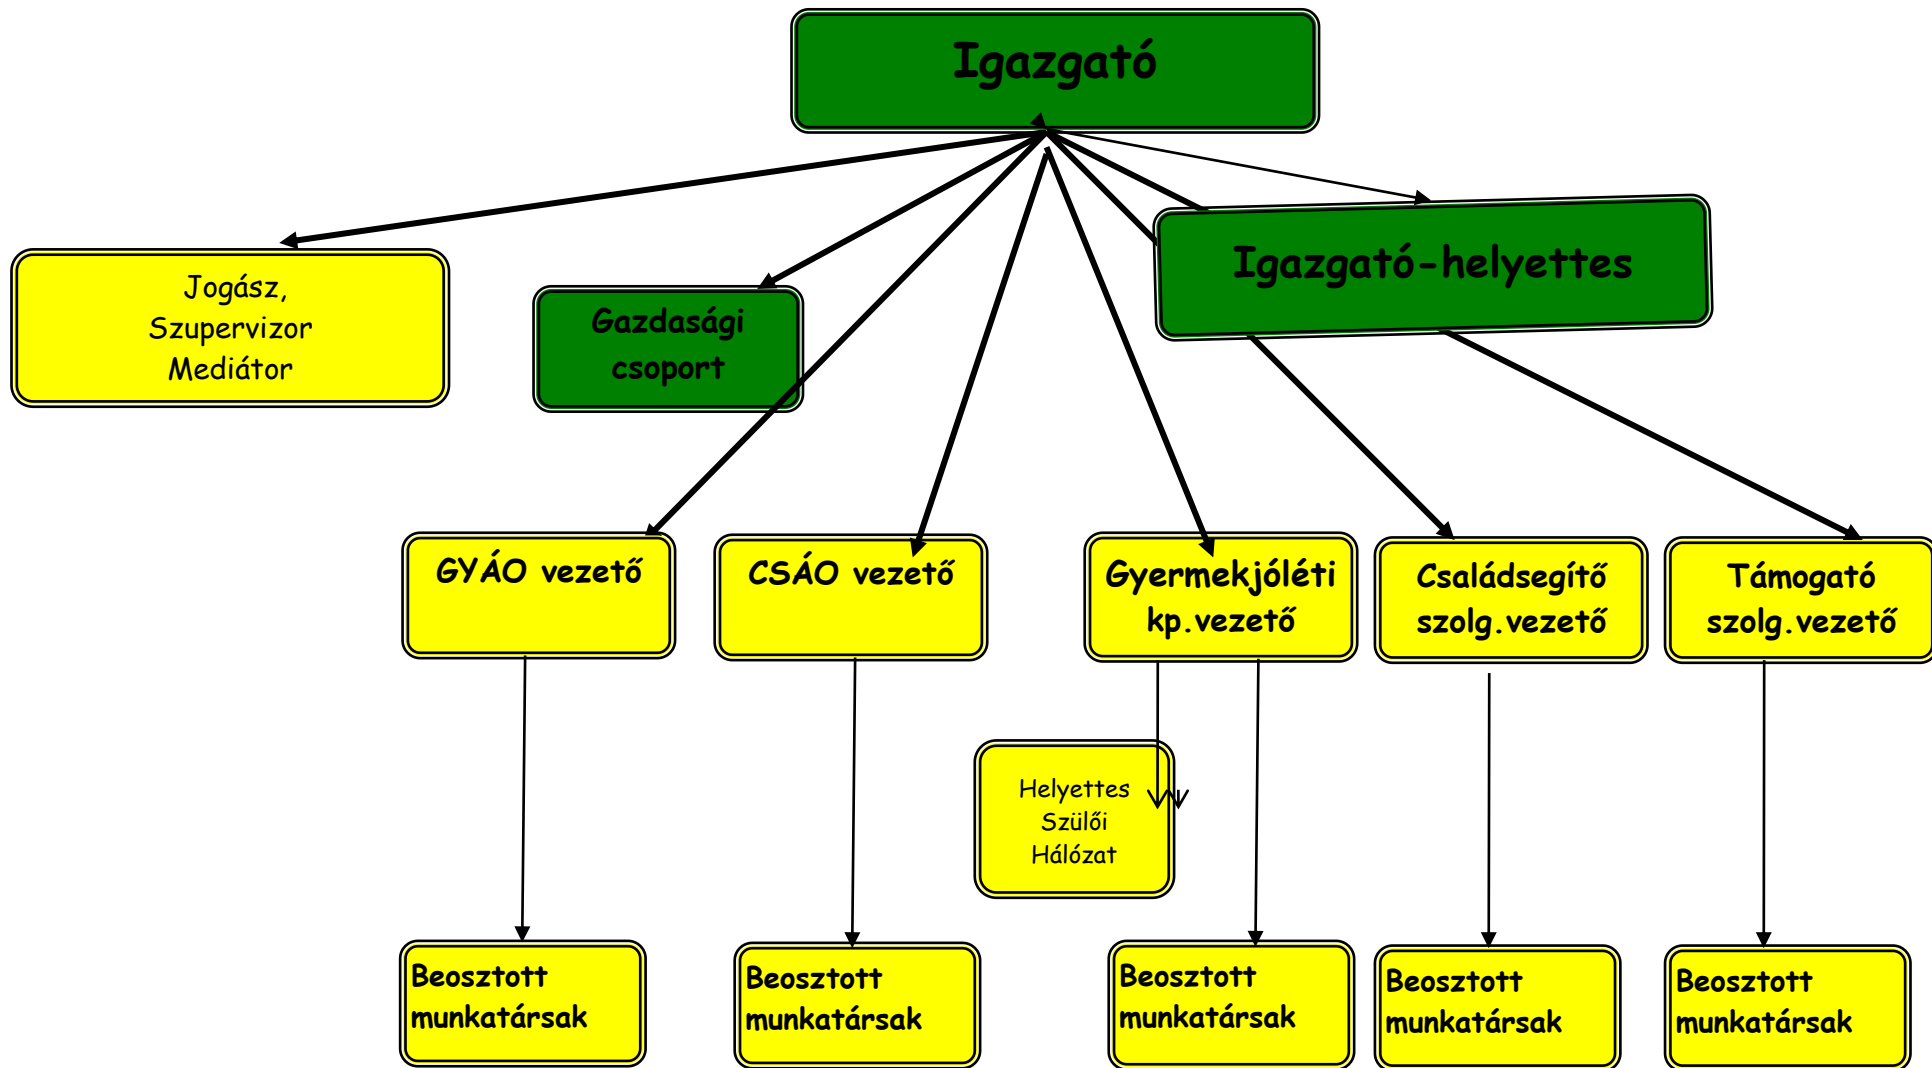 Igazgató
Igazgató-helyettes
Jogász,
Szupervizor
Mediátor
Gazdasági
csoport
GYÁO vezető
CSÁO vezető
Gyermekjóléti
kp.vezető
Családsegítő
szolg.vezető
Támogató
szolg.vezető
Helyettes
Szülői
Hálózat
Beosztott
munkatársak
Beosztott
munkatársak
Beosztott
munkatársak
Beosztott
munkatársak
Beosztott
munkatársak